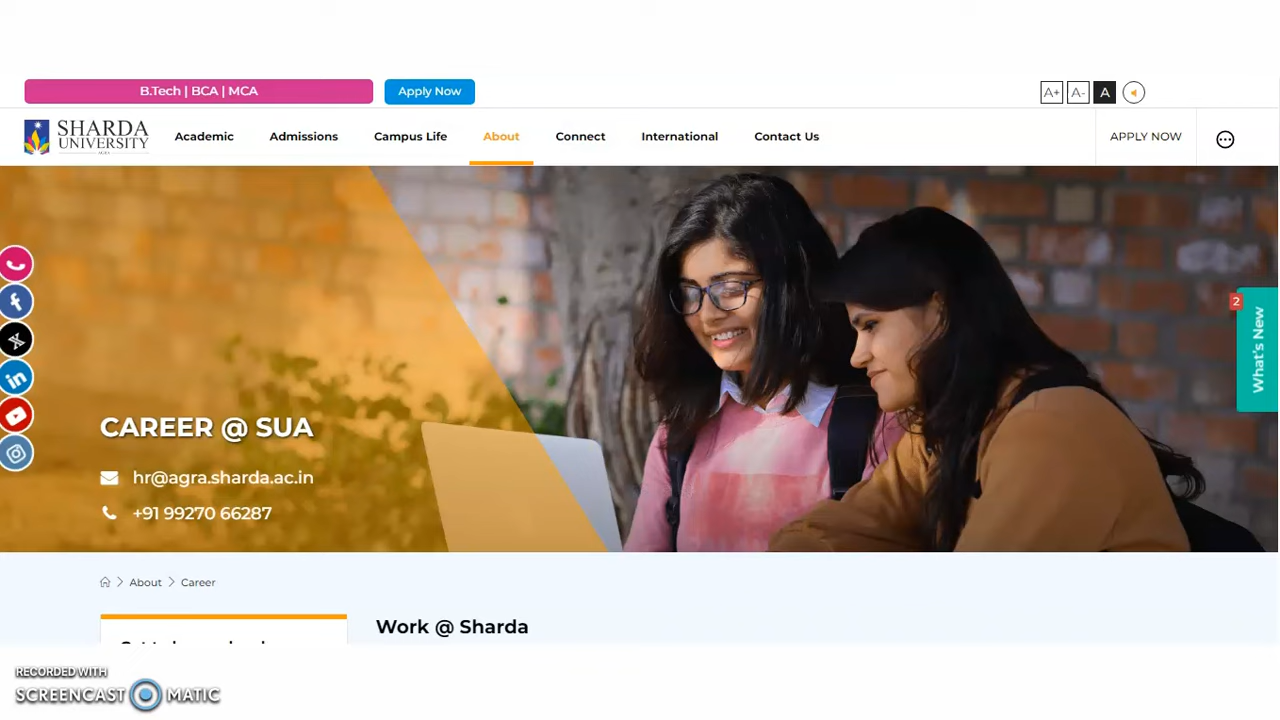 B.Tech | BCA | MCA
Apply Now
A+ A- A
SHARDA
UNIVERSITY
AGRA
Academic
Admissions
Campus Life
About
Connect
International
Contact Us
APPLY NOW
2
What's New
CAREER @ SUA
hr@agra.sharda.ac.in
+91 99270 66287
About
Career
Work @ Sharda
RECORDED WITH
SCREENCAST MATIC